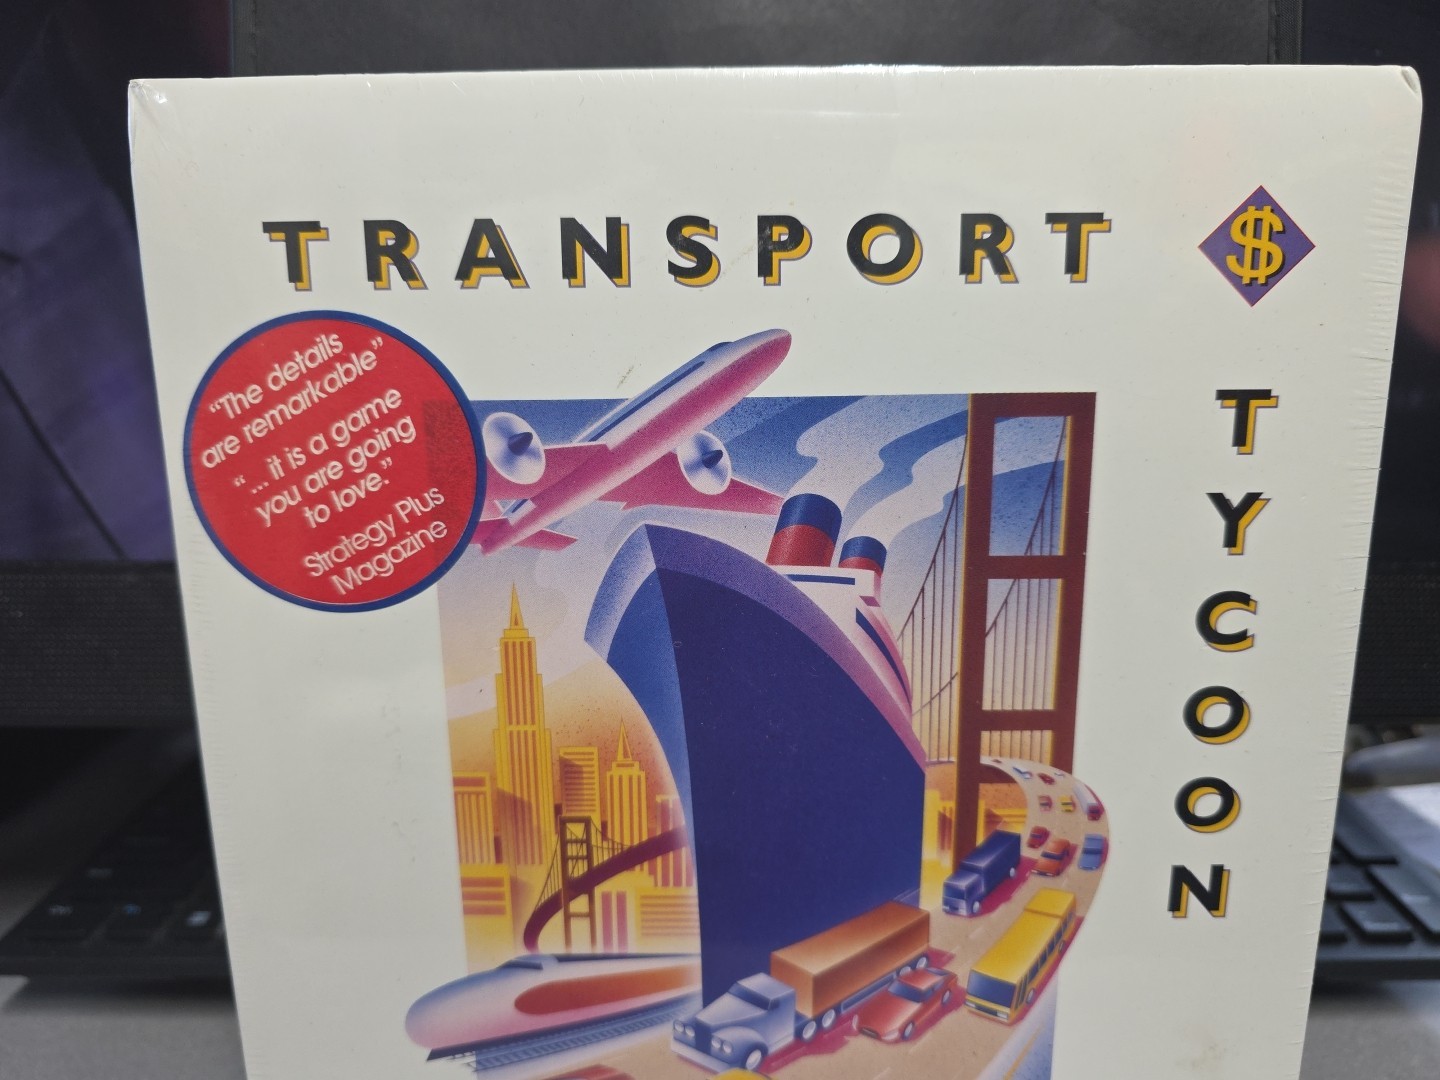 TRANSPORT
$
TYCOON
“The details
are remarkable”
“... it is a game
you are going
to love.”
Strategy Plus
Magazine